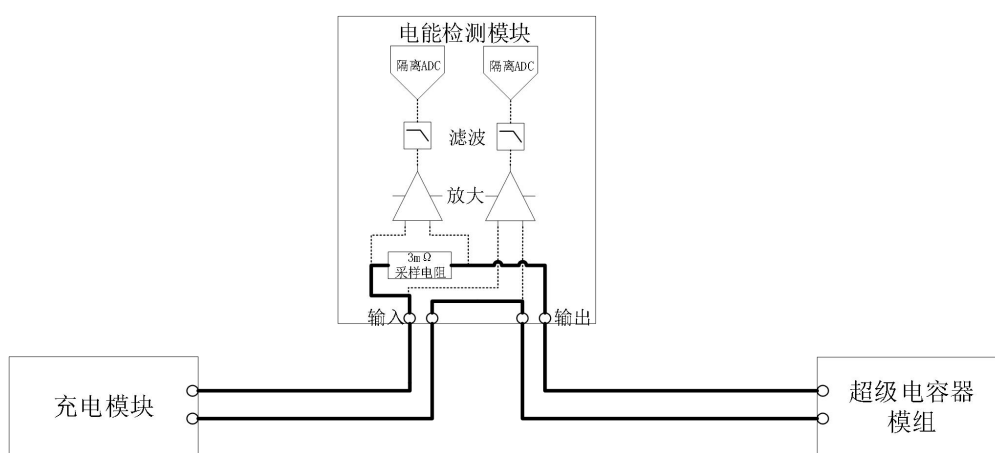 电能检测模块
隔离ADC
隔离ADC
滤波
放大
3mΩ
采样电阻
输入
输出
充电模块
超级电容器
模组